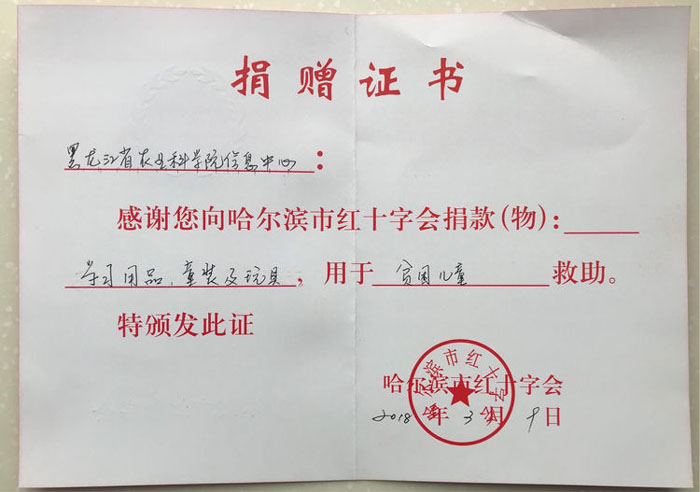 捐赠证书
黑龙江省农业科学院信息中心：
感谢您向哈尔滨市红十字会捐款（物）：
学习用品、童装及玩具，用于 贫困儿童 救助。
特颁发此证
哈尔滨市红十字会
2018年3月9日
哈尔滨市红十字会